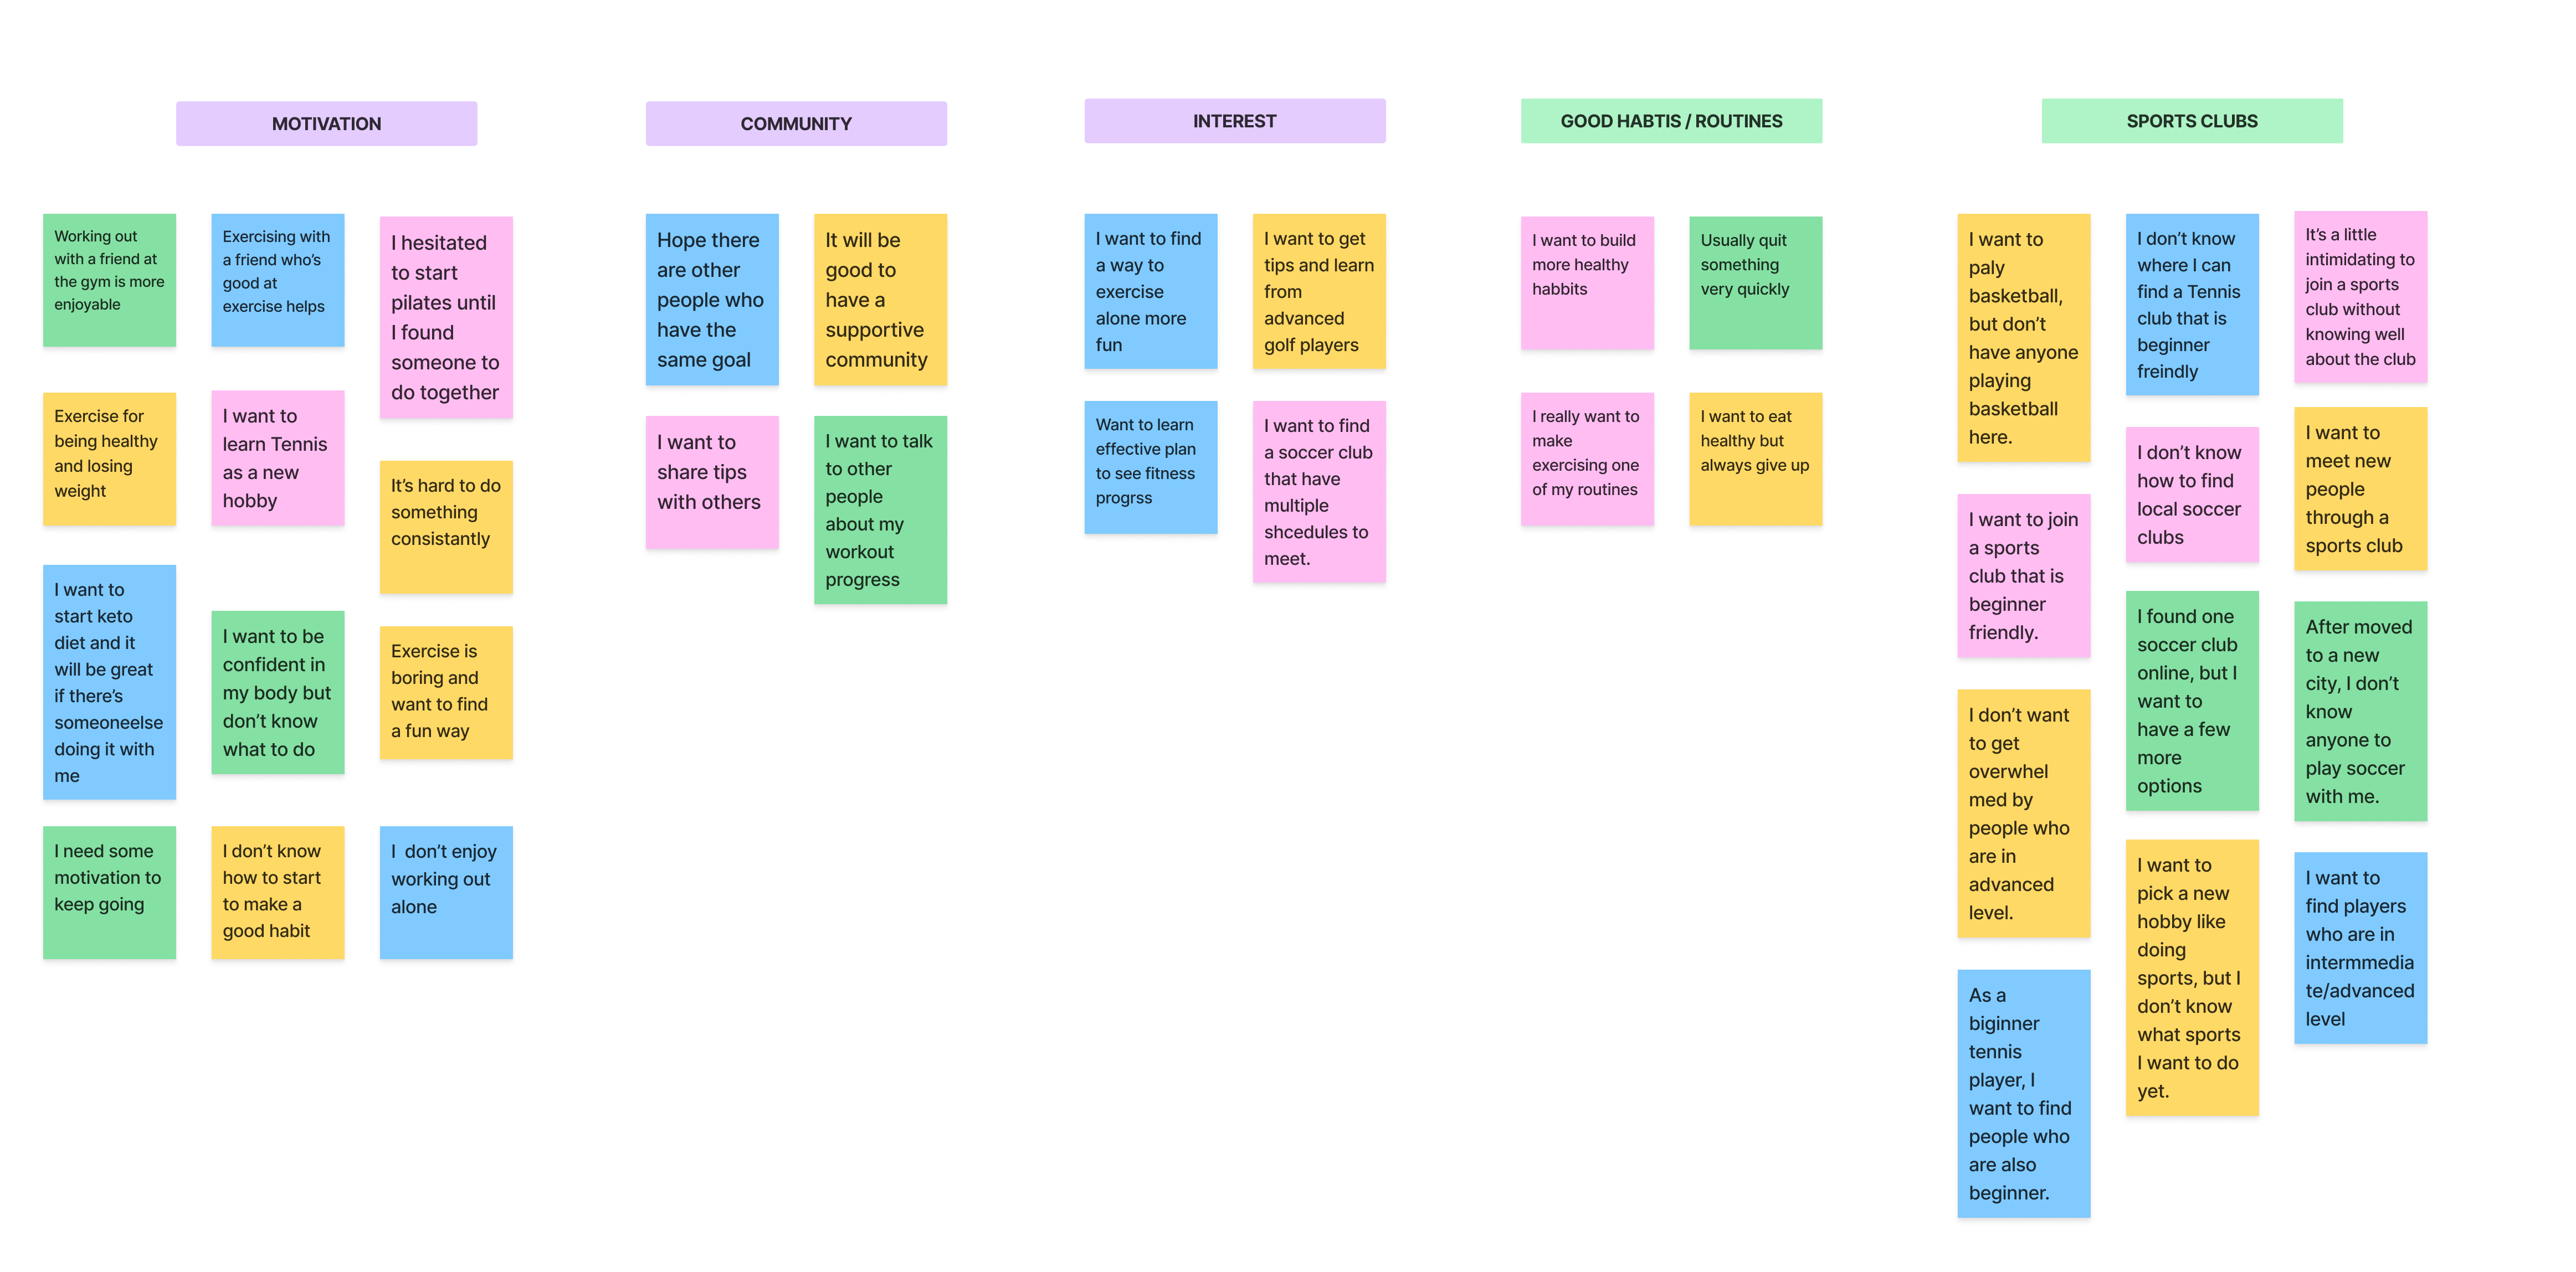 MOTIVATION
Working out
with a friend at
the gym is more
enjoyable
Exercising with
a friend who's
good at
exercise helps
I hesitated
to start
pilates until
I found
someone to
do together
Exercise for
being healthy
and losing
weight
I want to
learn Tennis
as a new
hobby
It's hard to do
something
consistantly
I want to
start keto
diet and it
will be great
if there's
someoneelse
doing it with
me
I want to be
confident in
my body but
don't know
what to do
Exercise is
boring and
want to find
a fun way
I need some
motivation to
keep going
I don't know
how to start
to make a
good habit
I  don't enjoy
working out
alone
COMMUNITY
Hope there
are other
people who
have the
same goal
It will be
good to
have a
supportive
community
I want to
share tips
with others
I want to talk
to other
people
about my
workout
progress
INTEREST
I want to find
a way to
exercise
alone more
fun
I want to get
tips and learn
from
advanced
golf players
Want to learn
effective plan
to see fitness
progrss
I want to find
a soccer club
that have
multiple
shcedules to
meet.
GOOD HABTIS / ROUTINES
I want to build
more healthy
habbits
Usually quit
something
very quickly
I really want to
make
exercising one
of my routines
I want to eat
healthy but
always give up
SPORTS CLUBS
I want to
paly
basketball,
but don't
have anyone
playing
basketball
here.
I don't know
where I can
find a Tennis
club that is
beginner
freindly
It's a little
intimidating to
join a sports
club without
knowing well
about the club
I want to join
a sports
club that is
beginner
friendly.
I don't know
how to find
local soccer
clubs
I want to
meet new
people
through a
sports club
I don't want
to get
overwhel
med by
people who
are in
advanced
level.
I found one
soccer club
online, but I
want to
have a few
more
options
After moved
to a new
city, I don't
know
anyone to
play soccer
with me.
As a
biginner
tennis
player, I
want to find
people who
are also
beginner.
I want to
pick a new
hobby like
doing
sports, but I
don't know
what sports
I want to do
yet.
I want to
find players
who are in
intermmedia
te/advanced
level